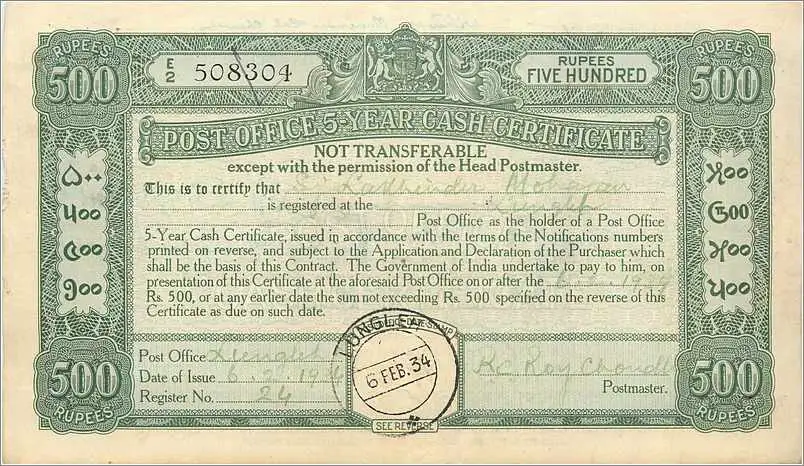 RUPEES
500
E
2 508304
RUPEES
FIVE HUNDRED
RUPEES
500
POST OFFICE 5-YEAR CASH CERTIFICATE
NOT TRANSFERABLE
except with the permission of the Head Postmaster.
This is to certify that
is registered at the
Post Office as the holder of a Post Office
5-Year Cash Certificate, issued in accordance with the terms of the Notifications numbers
printed on reverse, and subject to the Application and Declaration of the Purchaser which
shall be the basis of this Contract. The Government of India undertake to pay to him, on
presentation of this Certificate at the aforesaid Post Office on or after the
Rs. 500, or at any earlier date the sum not exceeding Rs. 500 specified on the reverse of this
Certificate as due on such date.
Post Office Lungleh
Date of Issue
Register No. 24
LUNGLEH
6 FEB. 34
Postmaster.
500
RUPEES
SEE REVERSE
500
RUPEES